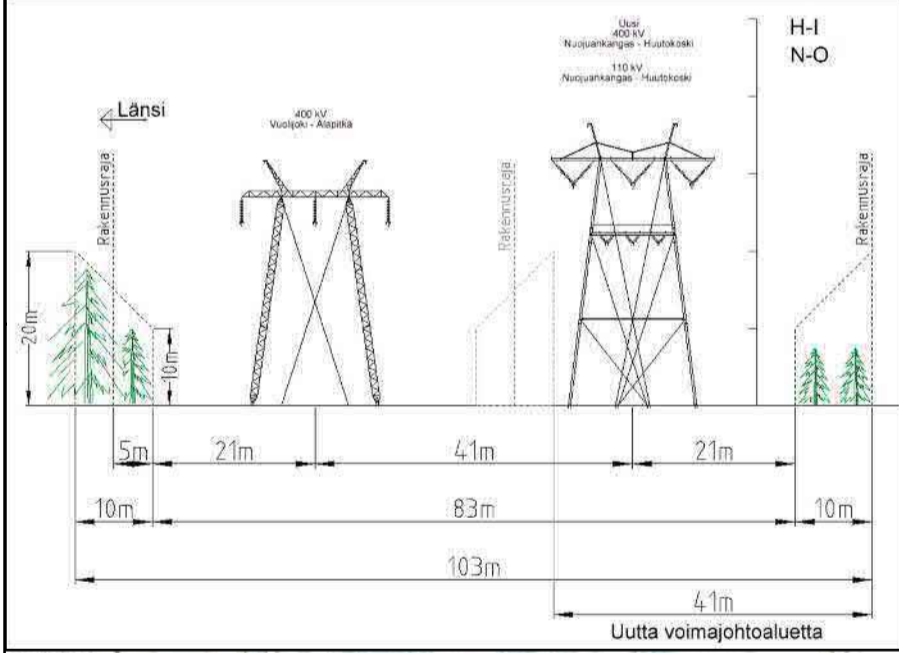 Uusi
400 kV
Nuojuankangas - Huutokoski
110 kV
Nuojuankangas - Huutokoski
H-I
N-O
Länsi
400 kV
Vuolijoki - Alapitkä
Rakennusraja
Rakennusraja
Rakennusraja
20m
10m
5m
21m
41m
21m
10m
83m
10m
103m
41m
Uutta voimajohtoaluetta